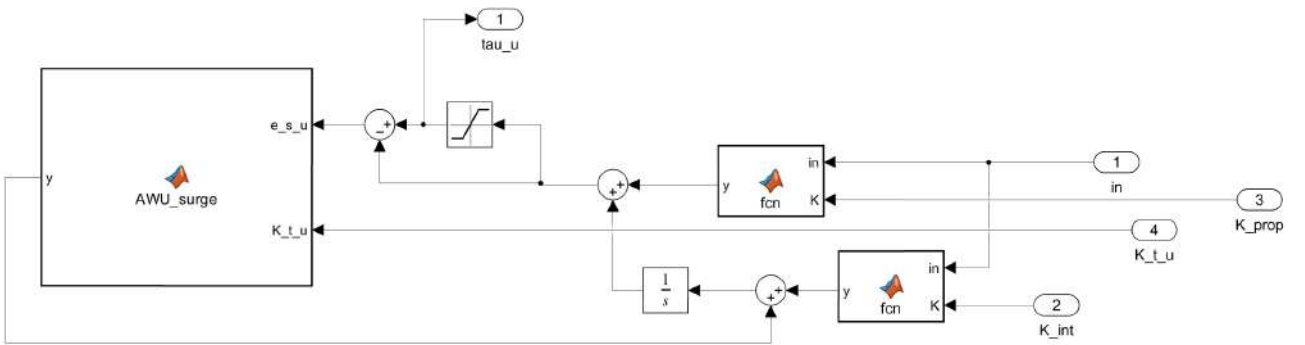 1
tau_u
e_s_u
y
AWU_surge
K_t_u
− +
+ +
in
y
fcn
K
1
in
3
K_prop
4
K_t_u
1
s
+ +
in
y
fcn
K
2
K_int